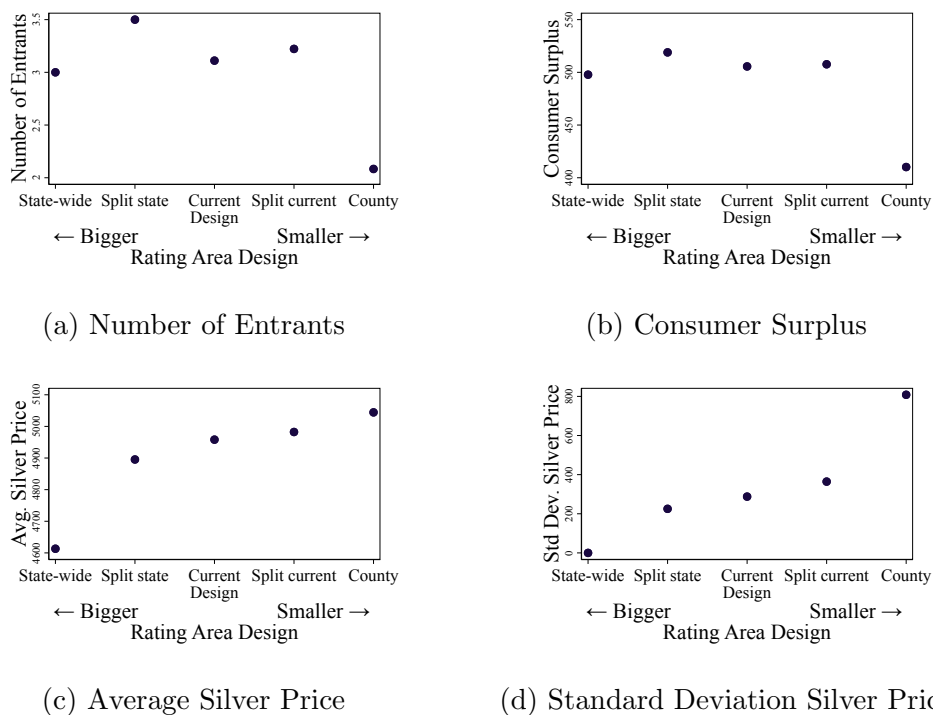 Number of Entrants
3.5
3
2.5
2
State-wide Split state Current Design Split current County
← Bigger Smaller →
Rating Area Design
(a) Number of Entrants
Consumer Surplus
550
500
450
400
State-wide Split state Current Design Split current County
← Bigger Smaller →
Rating Area Design
(b) Consumer Surplus
Avg. Silver Price
5100
5000
4900
4800
4700
4600
State-wide Split state Current Design Split current County
← Bigger Smaller →
Rating Area Design
(c) Average Silver Price
Std Dev. Silver Price
800
600
400
200
0
State-wide Split state Current Design Split current County
← Bigger Smaller →
Rating Area Design
(d) Standard Deviation Silver Pric